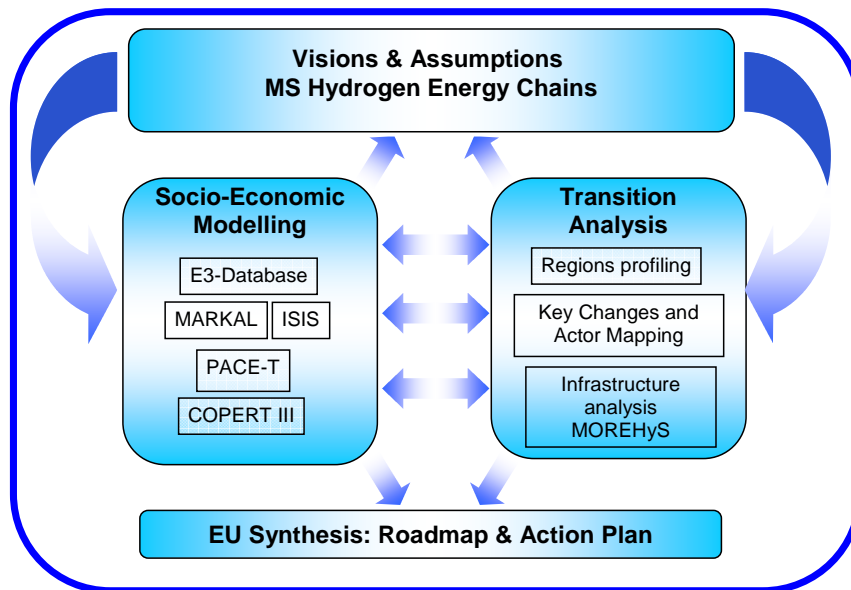 Visions & Assumptions
MS Hydrogen Energy Chains
Socio-Economic
Modelling
E3-Database
MARKAL
ISIS
PACE-T
COPERT III
Transition
Analysis
Regions profiling
Key Changes and
Actor Mapping
Infrastructure
analysis
MOREHyS
EU Synthesis: Roadmap & Action Plan